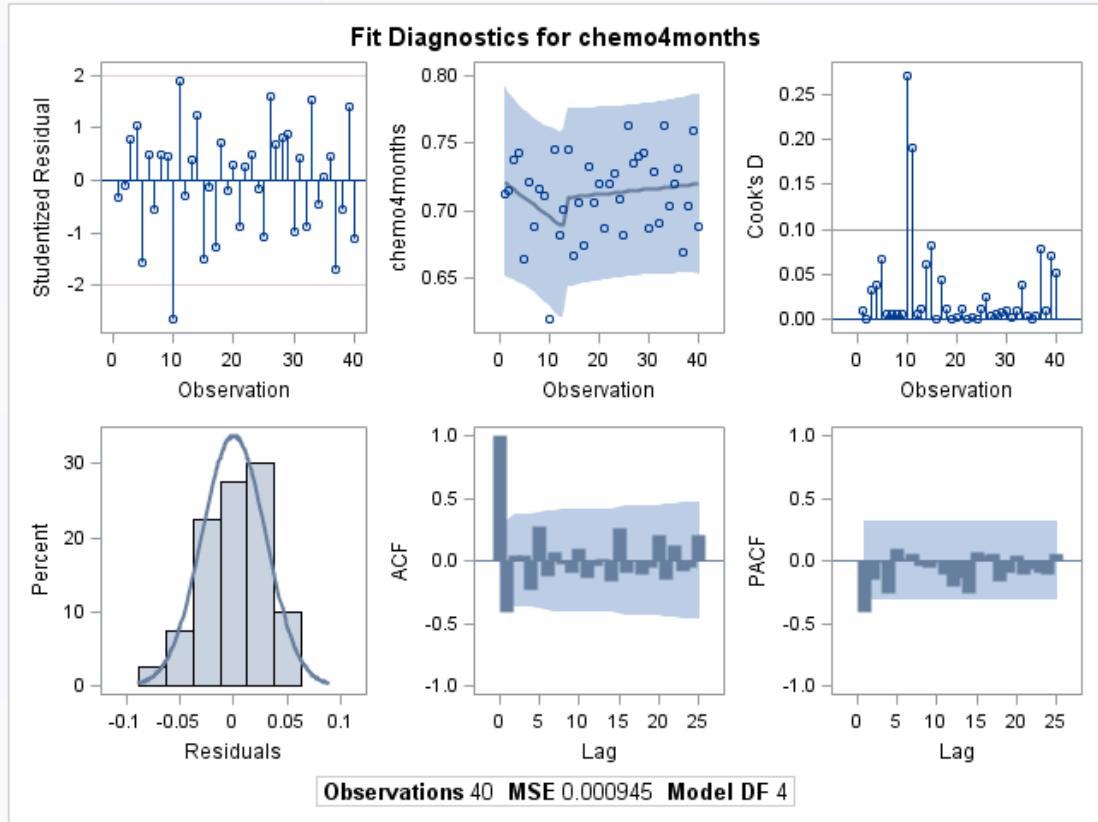 Fit Diagnostics for chemo4months
2
1
0
-1
-2
Studentized Residual
0 10 20 30 40
Observation
0.80
0.75
0.70
0.65
chemo4months
0 10 20 30 40
Observation
0.25
0.20
0.15
0.10
0.05
0.00
Cook's D
0 10 20 30 40
Observation
30
20
10
0
Percent
-0.1 -0.05 0 0.05 0.1
Residuals
1.0
0.5
0.0
-0.5
-1.0
ACF
0 5 10 15 20 25
Lag
1.0
0.5
0.0
-0.5
-1.0
PACF
0 5 10 15 20 25
Lag
Observations 40 MSE 0.000945 Model DF 4